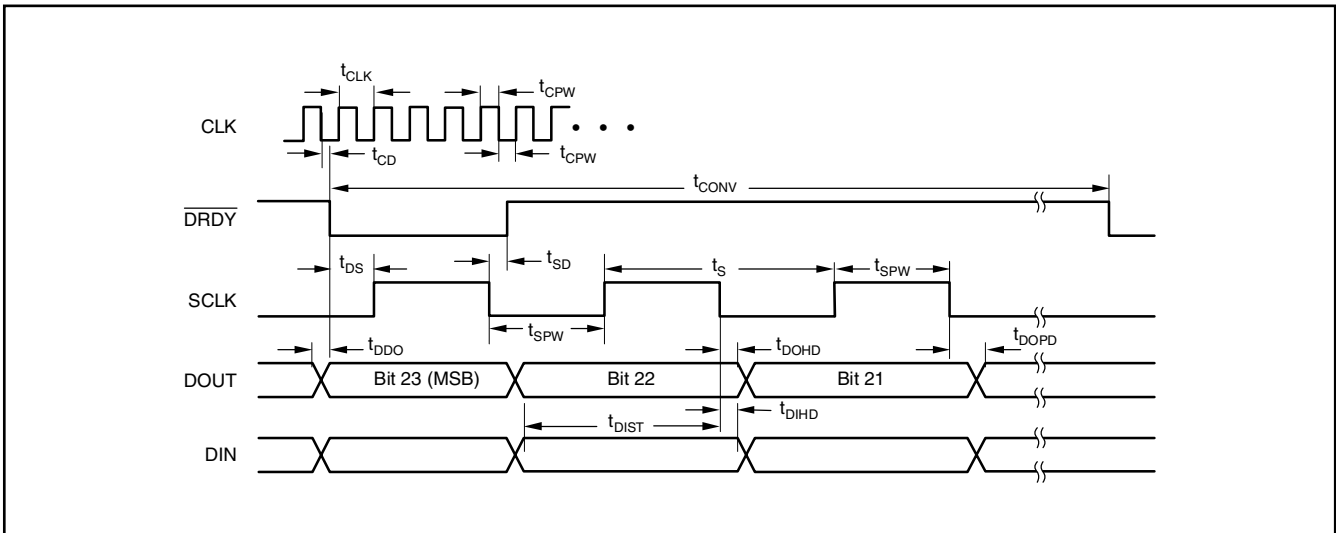 tCLK
tCPW
CLK
tCD
tCPW
tCONV
DRDY
tDS
tSD
tS
tSPW
SCLK
tSPW
tDDO
tDOHD
tDOPD
DOUT
Bit 23 (MSB)
Bit 22
Bit 21
tDIST
tDIHD
DIN